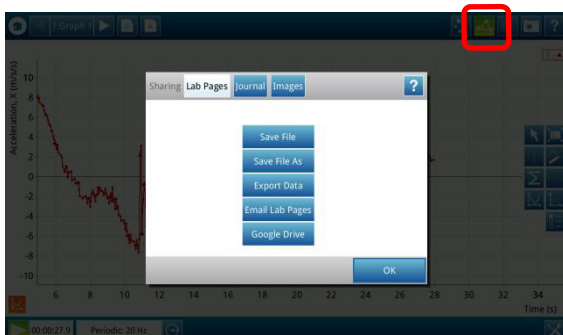 1:Graph 1
?
Acceleration, X (m/s/s)
10
8
6
4
2
0
-2
-4
-6
-8
-10
Sharing Lab Pages Journal Images ?
Save File
Save File As
Export Data
Email Lab Pages
Google Drive
OK
6 8 10 12 14 16 18 20 22 24 26 28 30 32 34
Time (s)
00:00:27.9 Periodic: 20 Hz